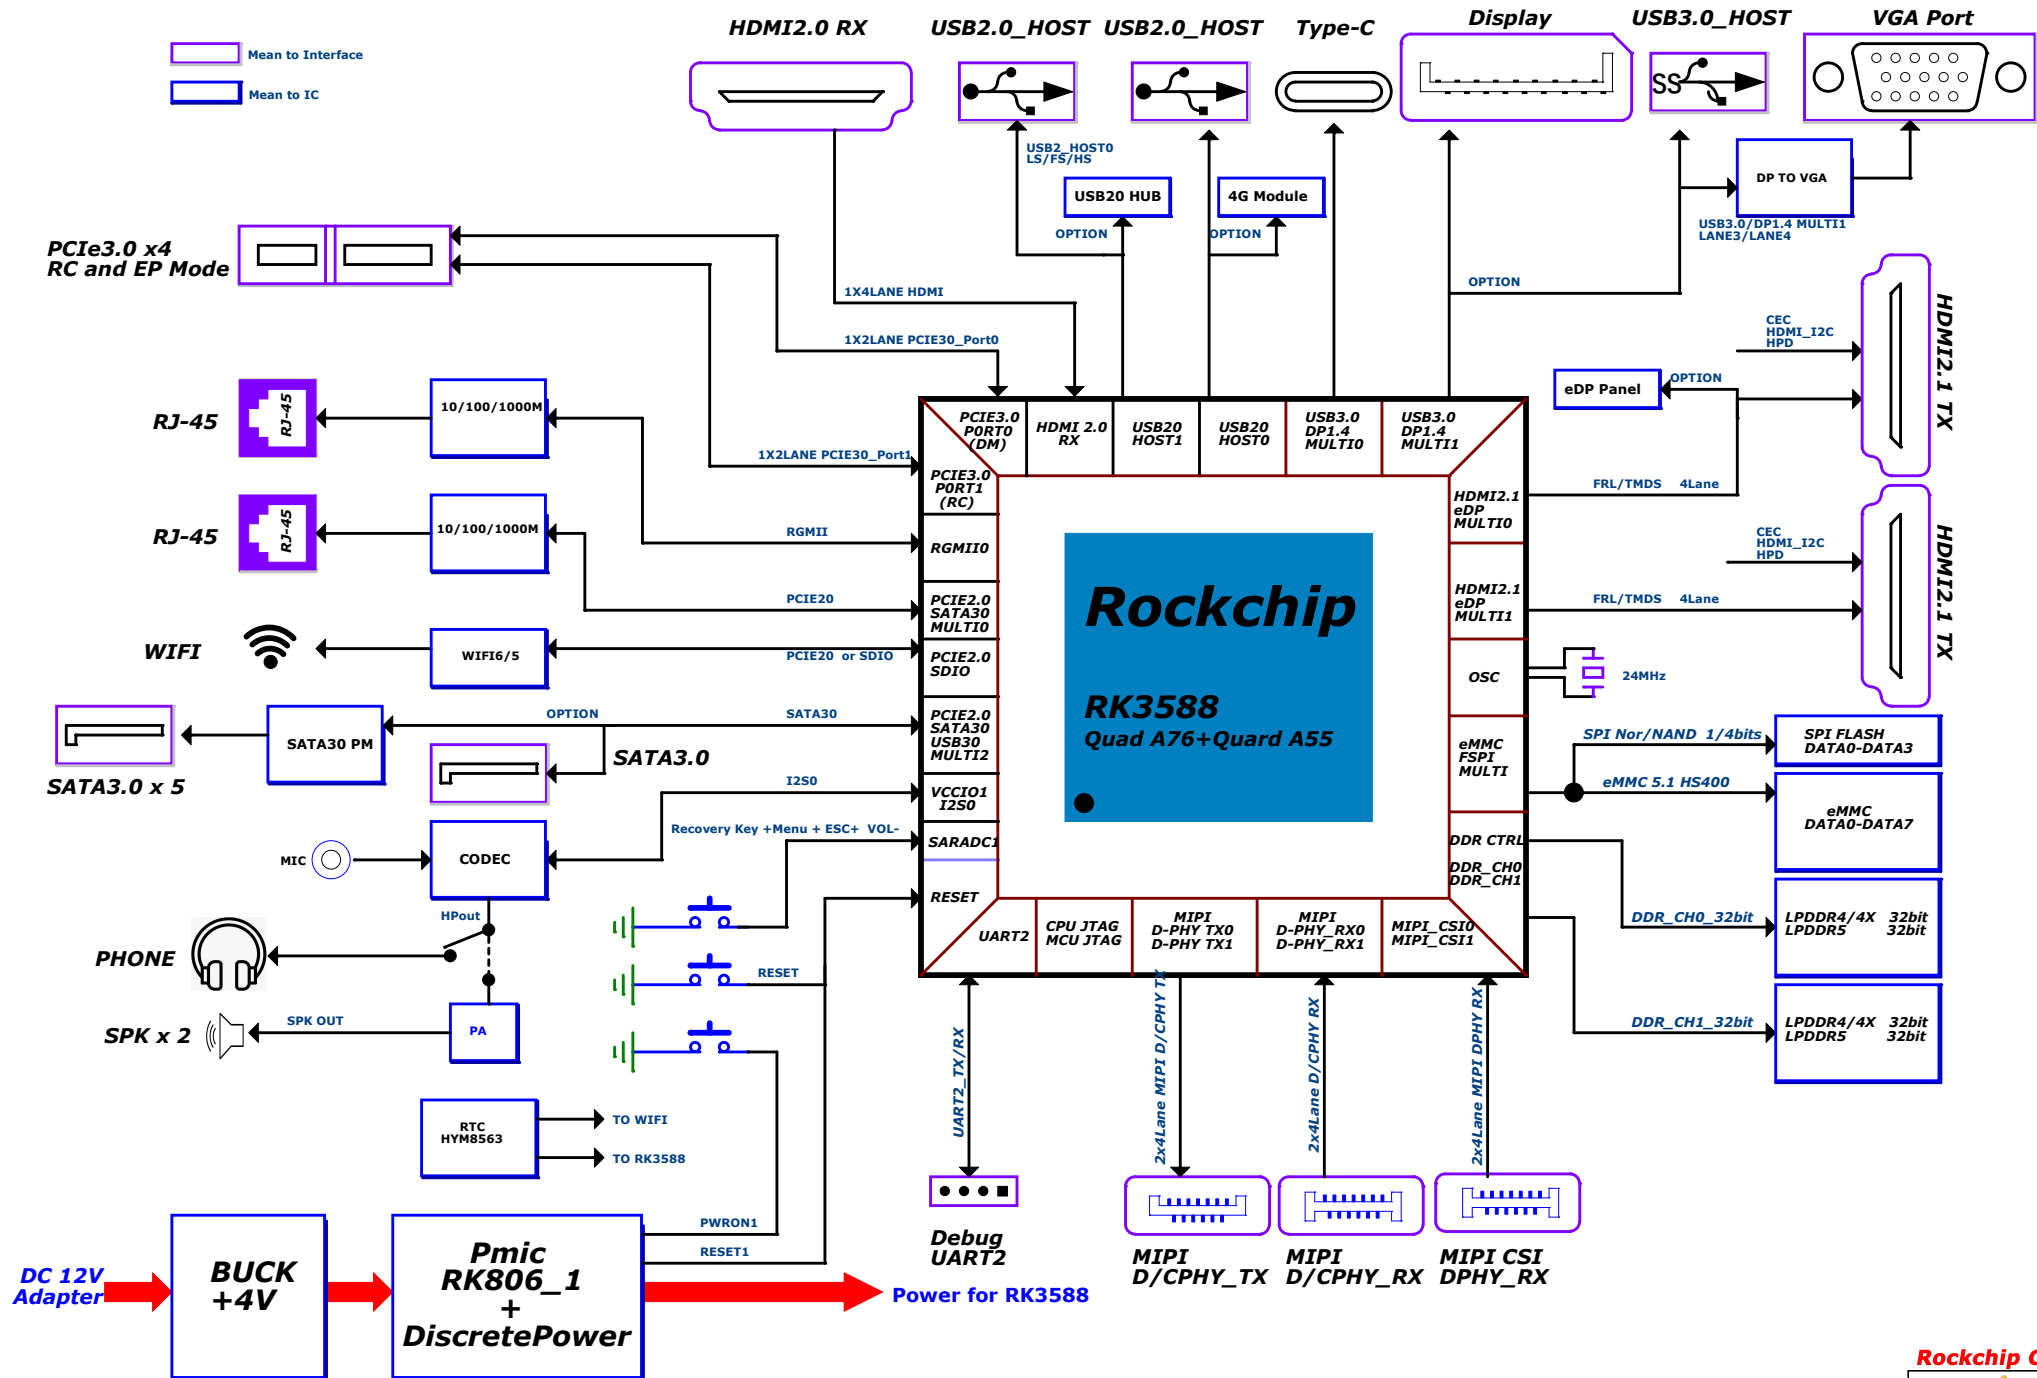 HDMI2.0 RX
USB2.0_HOST
USB2.0_HOST
Type-C
Display
USB3.0_HOST
VGA Port
Mean to Interface
Mean to IC
SS
USB2_HOST0
LS/FS/HS
USB20 HUB
4G Module
DP TO VGA
OPTION
OPTION
USB3.0/DP1.4 MULTI1
LANE3/LANE4
PCIe3.0 x4
RC and EP Mode
1X4LANE HDMI
OPTION
1X2LANE PCIE30_Port0
CEC
HDMI_I2C
HPD
HDMI2.1 TX
eDP Panel
OPTION
RJ-45
RJ-45
10/100/1000M
1X2LANE PCIE30_Port1
PCIE3.0
P0RT0
(DM)
HDMI 2.0
RX
USB20
HOST1
USB20
HOST0
USB3.0
DP1.4
MULTI0
USB3.0
DP1.4
MULTI1
PCIE3.0
P0RT1
(RC)
HDMI2.1
eDP
MULTI0
FRL/TMDS 4Lane
RJ-45
RJ-45
10/100/1000M
RGMII
RGMII0
CEC
HDMI_I2C
HPD
HDMI2.1 TX
PCIE20
PCIE2.0
SATA30
MULTI0
HDMI2.1
eDP
MULTI1
FRL/TMDS 4Lane
Rockchip
RK3588
Quad A76+Quard A55
WIFI
WIFI6/5
PCIE20 or SDIO
PCIE2.0
SDIO
OSC
24MHz
OPTION
SATA30
PCIE2.0
SATA30
USB30
MULTI2
SATA30 PM
SATA3.0
SATA3.0 x 5
eMMC
FSPI
MULTI
SPI Nor/NAND 1/4bits
SPI FLASH
DATA0-DATA3
eMMC 5.1 HS400
eMMC
DATA0-DATA7
I2S0
VCCIO1
I2S0
Recovery Key +Menu + ESC+ VOL-
SARADC1
DDR CTRL
DDR_CH0
DDR_CH1
MIC
CODEC
RESET
HPout
PHONE
UART2
CPU JTAG
MCU JTAG
MIPI
D-PHY TX0
D-PHY TX1
MIPI
D-PHY_RX0
D-PHY_RX1
MIPI_CSI0
MIPI_CSI1
DDR_CH0_32bit
LPDDR4/4X 32bit
LPDDR5 32bit
RESET
SPK x 2
SPK OUT
PA
DDR_CH1_32bit
LPDDR4/4X 32bit
LPDDR5 32bit
UART2_TX/RX
2x4Lane MIPI D/CPHY TX
2x4Lane D/CPHY RX
2x4Lane MIPI DPHY RX
RTC
HYM8563
TO WIFI
TO RK3588
Debug
UART2
MIPI
D/CPHY_TX
MIPI
D/CPHY_RX
MIPI CSI
DPHY_RX
PWRON1
RESET1
DC 12V
Adapter
BUCK
+4V
Pmic
RK806_1
+
DiscretePower
Power for RK3588
Rockchip